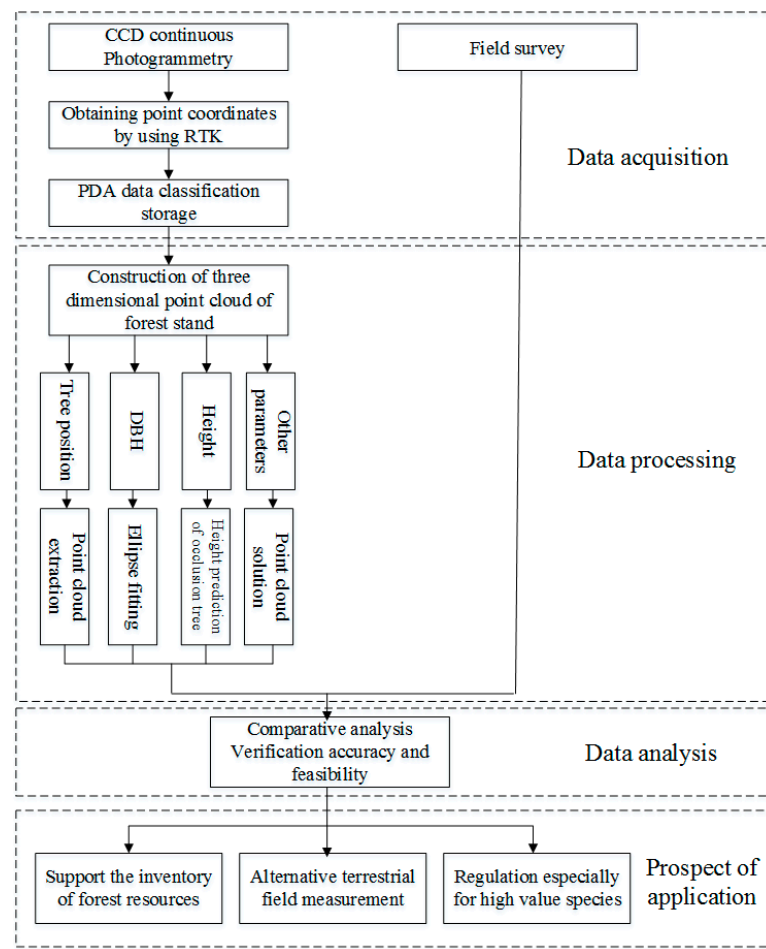 CCD continuous
Photogrammetry
Field survey
Obtaining point coordinates
by using RTK
Data acquisition
PDA data classification
storage
Construction of three
dimensional point cloud of
forest stand
Tree position
DBH
Height
Other
parameters
Data processing
Point cloud
extraction
Ellipse fitting
Height prediction
of occlusion tree
Point cloud
solution
Comparative analysis
Verification accuracy and
feasibility
Data analysis
Support the inventory
of forest resources
Alternative terrestrial
field measurement
Regulation especially
for high value species
Prospect of
application